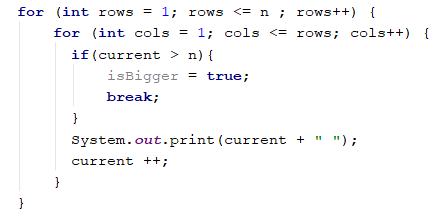 for (int rows = 1; rows <= n ; rows++) {
    for (int cols = 1; cols <= rows; cols++) {
      if(current > n){
          isBigger = true;
          break;
      }
      System.out.print(current + " ");
      current ++;
    }
}